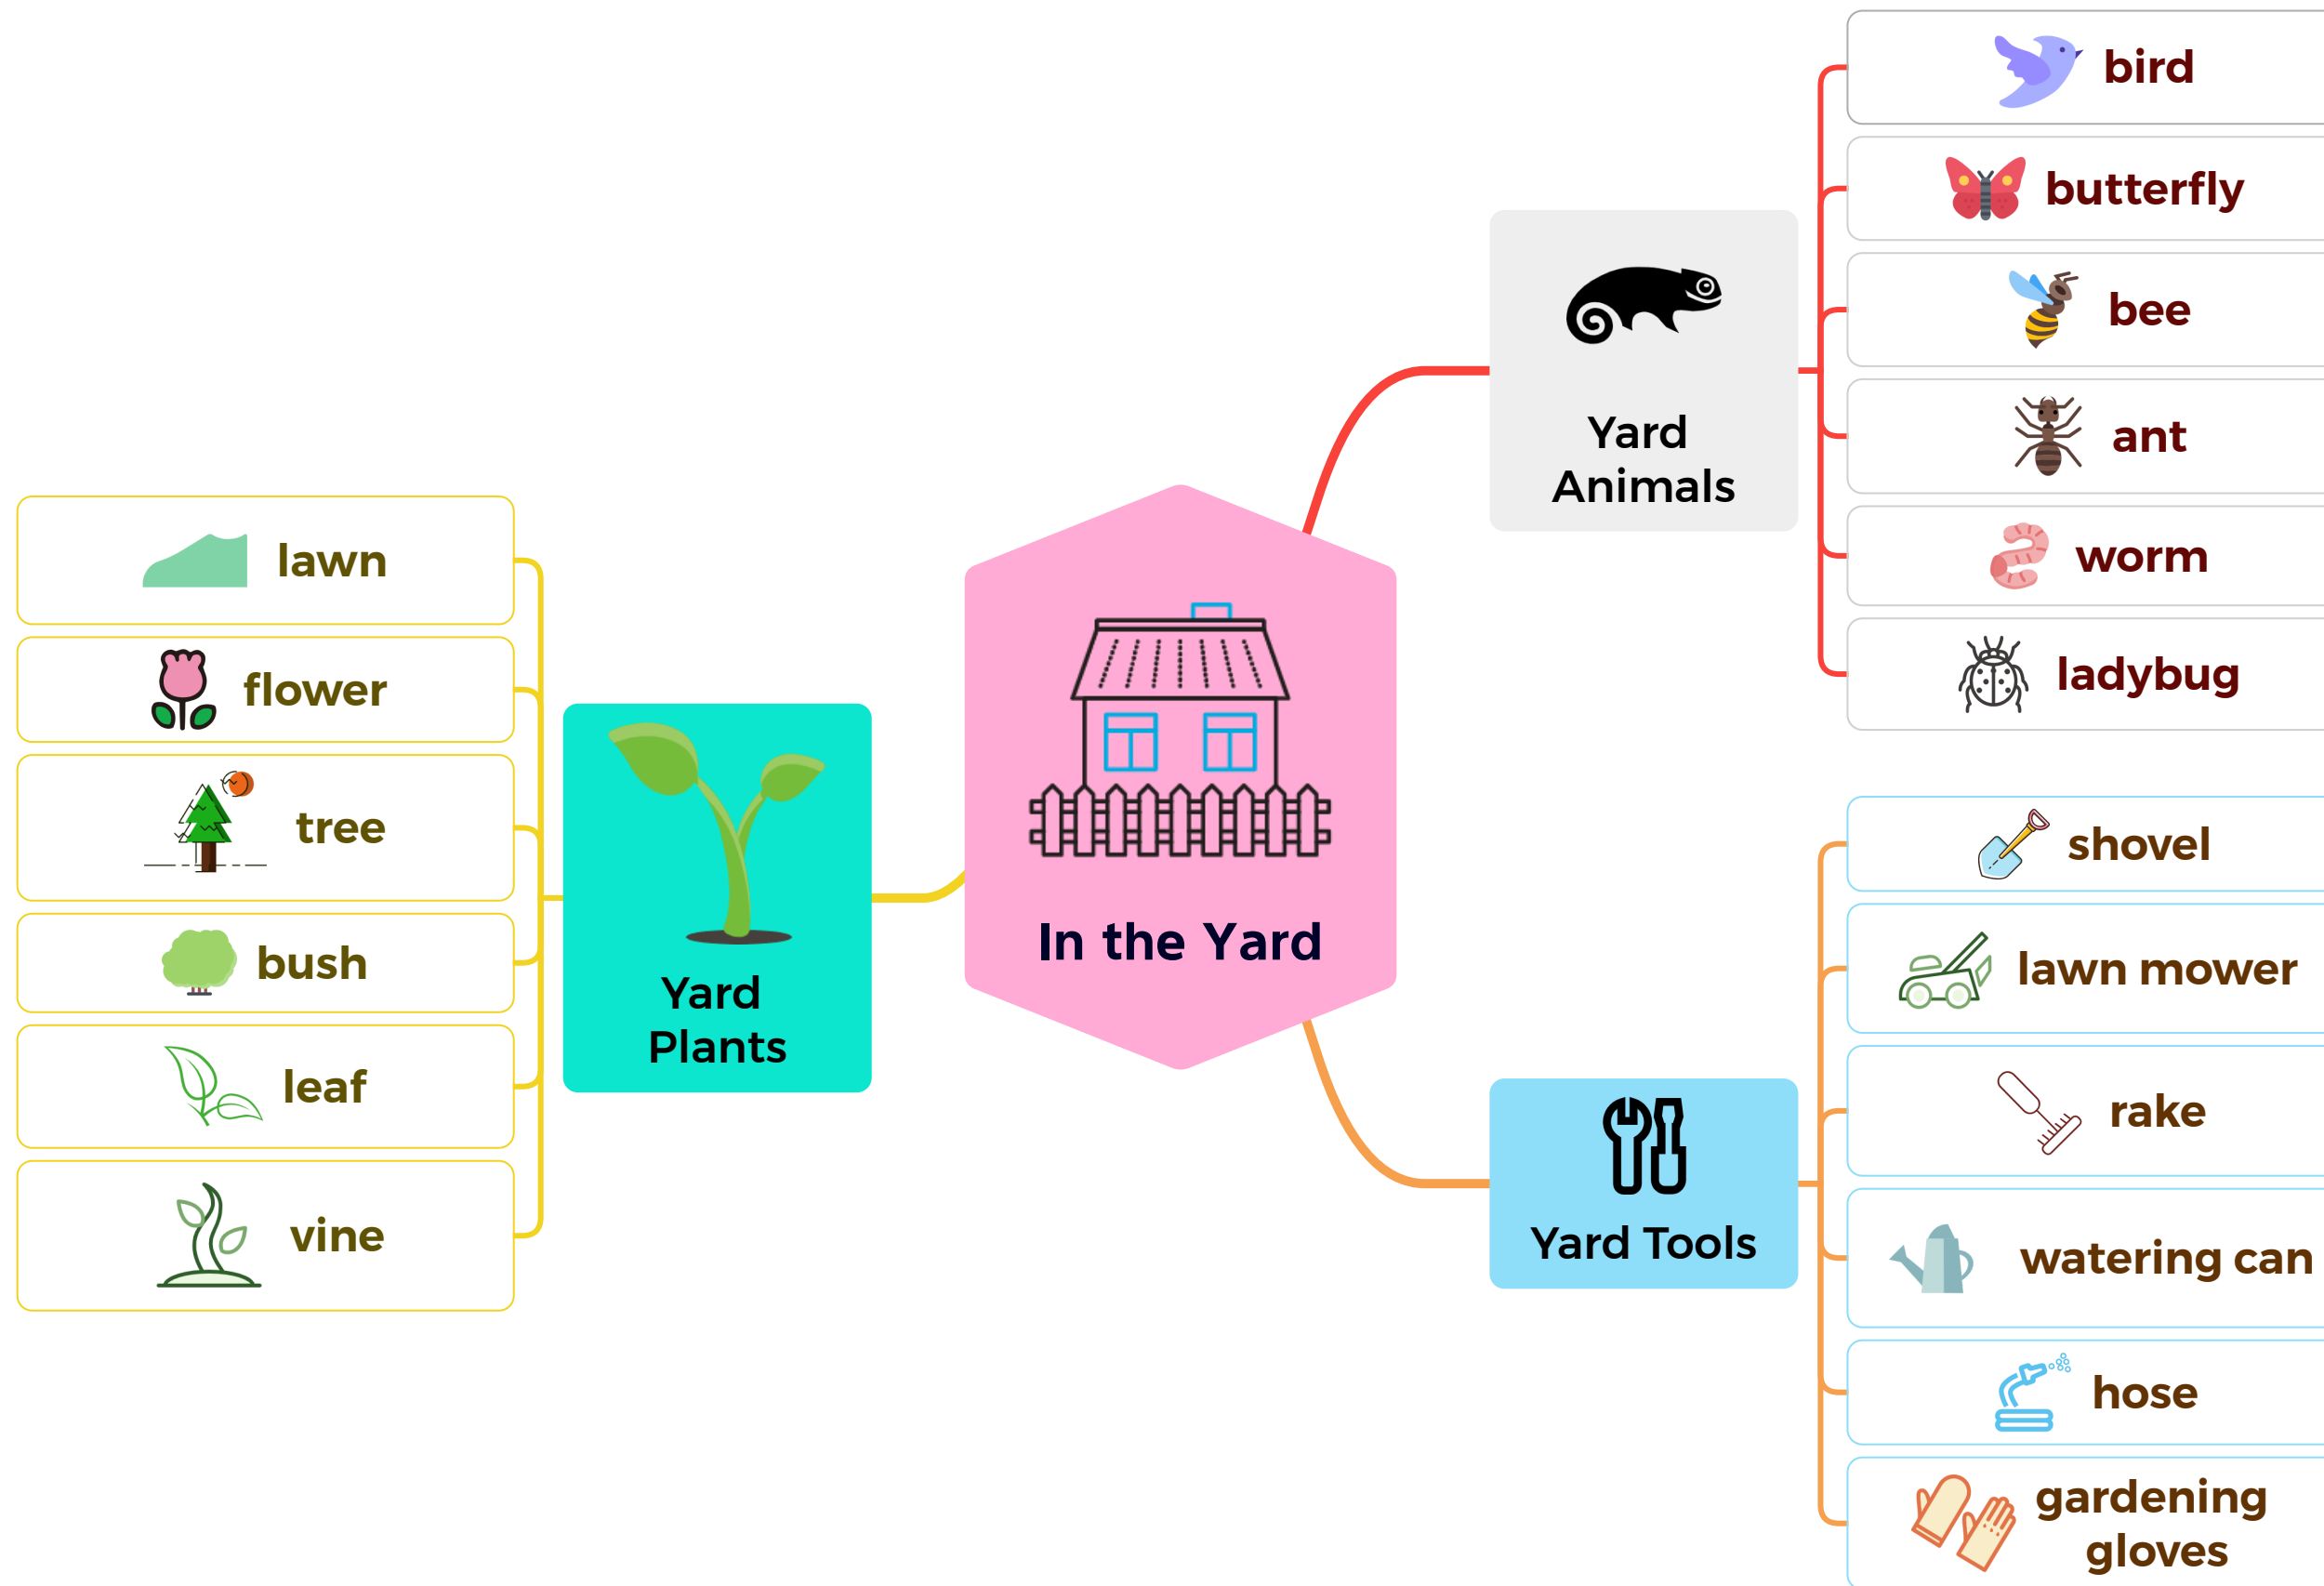 In the Yard
Yard
Animals
bird
butterfly
bee
ant
worm
ladybug
Yard Tools
shovel
lawn mower
rake
watering can
hose
gardening
gloves
Yard
Plants
lawn
flower
tree
bush
leaf
vine